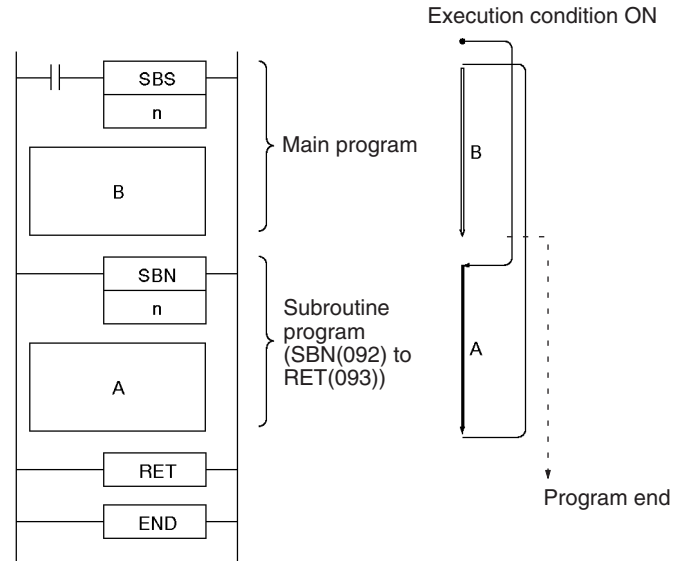 Execution condition ON
SBS
n
Main program
B
B
SBN
n
Subroutine
program
(SBN(092) to
RET(093))
A
A
RET
Program end
END